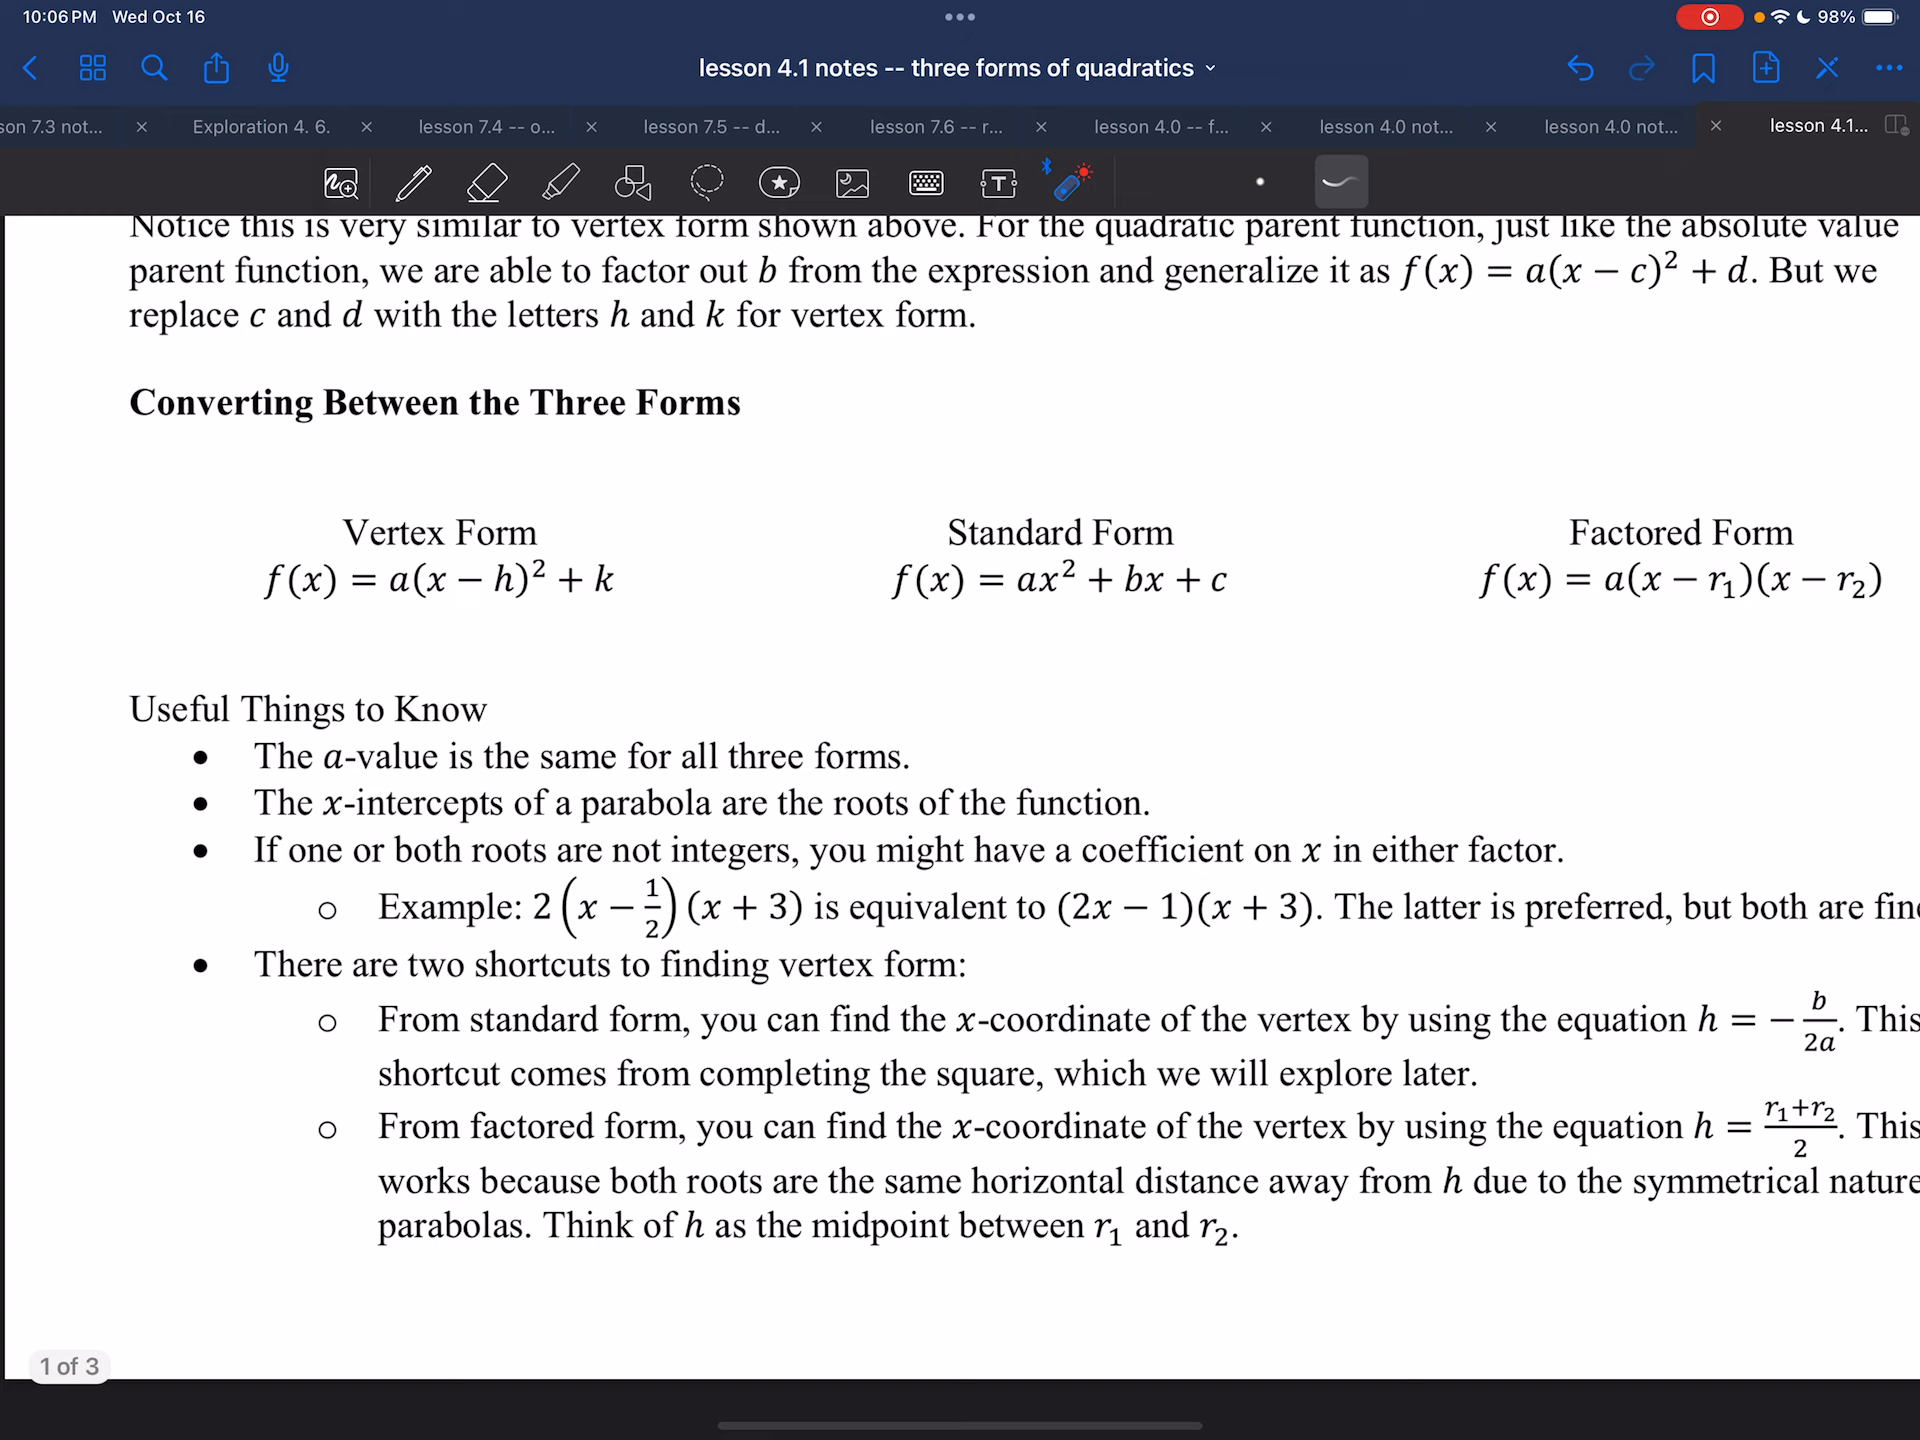 10:06 PM Wed Oct 16
98%
lesson 4.1 notes -- three forms of quadratics
son 7.3 not...
Exploration 4. 6.
lesson 7.4 -- o...
lesson 7.5 -- d...
lesson 7.6 -- r...
lesson 4.0 -- f...
lesson 4.0 not...
lesson 4.0 not...
lesson 4.1...
Notice this is very similar to vertex form shown above. For the quadratic parent function, just like the absolute value
parent function, we are able to factor out b from the expression and generalize it as f(x) = a(x − c)² + d. But we
replace c and d with the letters h and k for vertex form.
Converting Between the Three Forms
Vertex Form
f(x) = a(x − h)² + k
Standard Form
f(x) = ax² + bx + c
Factored Form
f(x) = a(x − r₁)(x − r₂)
Useful Things to Know
• The a-value is the same for all three forms.
• The x-intercepts of a parabola are the roots of the function.
• If one or both roots are not integers, you might have a coefficient on x in either factor.
o Example: 2(x − 1/2)(x + 3) is equivalent to (2x − 1)(x + 3). The latter is preferred, but both are fin
• There are two shortcuts to finding vertex form:
o From standard form, you can find the x-coordinate of the vertex by using the equation h = −b/2a. This
shortcut comes from completing the square, which we will explore later.
o From factored form, you can find the x-coordinate of the vertex by using the equation h = (r₁+r₂)/2. This
works because both roots are the same horizontal distance away from h due to the symmetrical nature
parabolas. Think of h as the midpoint between r₁ and r₂.
1 of 3